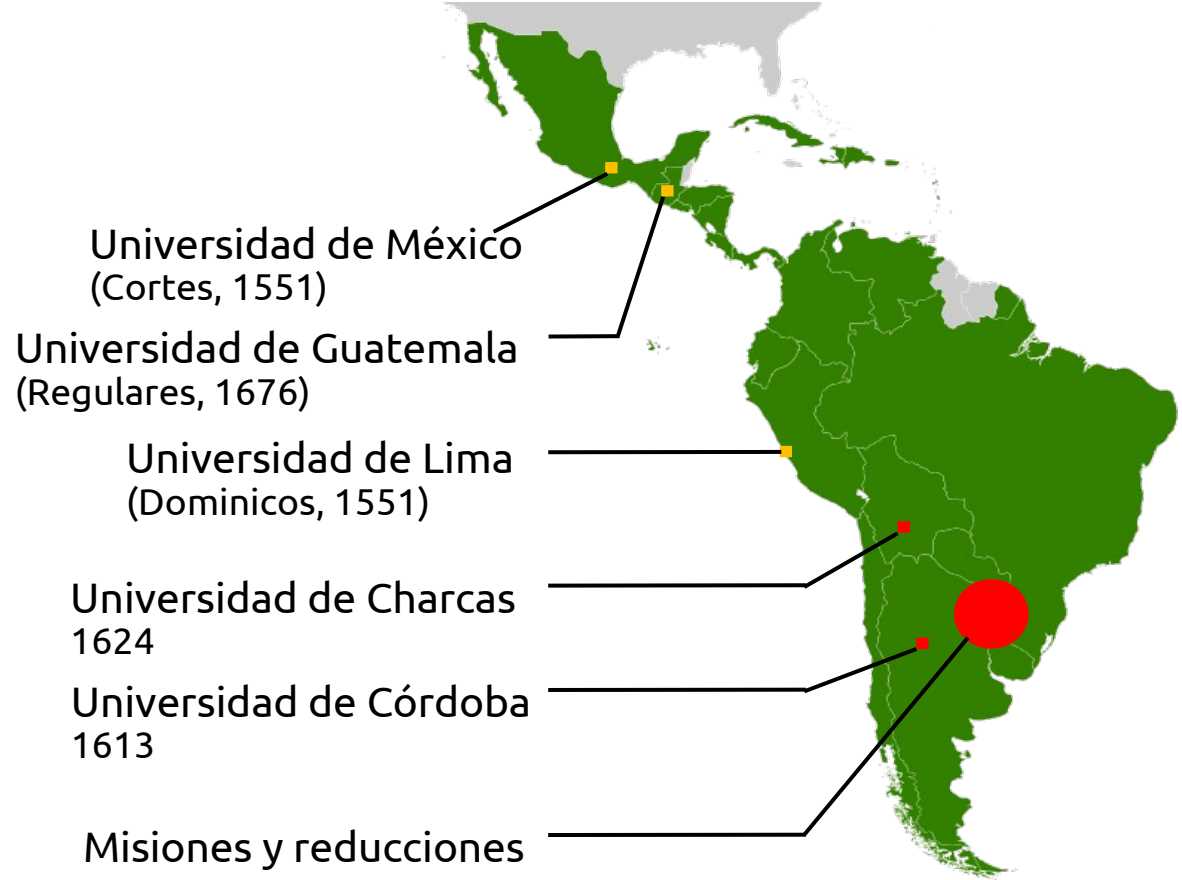 Universidad de México
(Cortes, 1551)
Universidad de Guatemala
(Regulares, 1676)
Universidad de Lima
(Dominicos, 1551)
Universidad de Charcas
1624
Universidad de Córdoba
1613
Misiones y reducciones